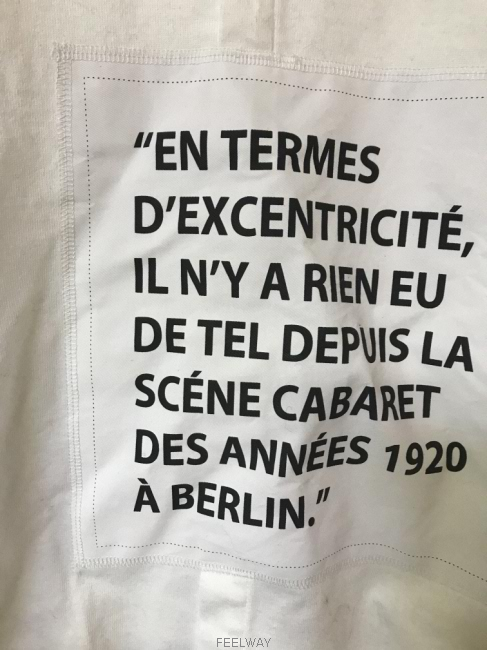 “EN TERMES
D’EXCENTRICITÉ,
IL N’Y A RIEN EU
DE TEL DEPUIS LA
SCÉNE CABARET
DES ANNÉES 1920
À BERLIN.”
FEELWAY